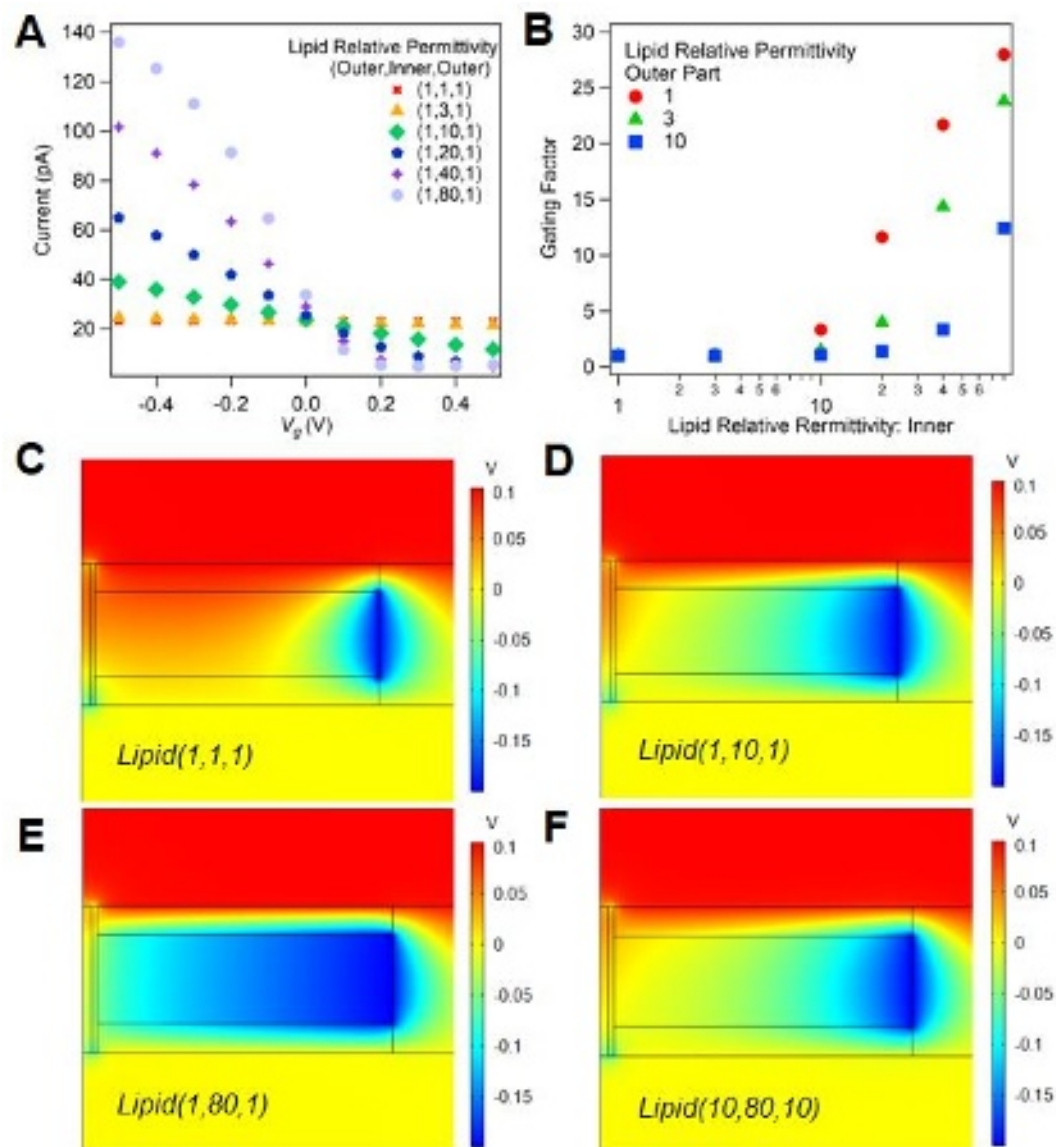 A
Lipid Relative Permittivity
(Outer,Inner,Outer)
(1,1,1)
(1,3,1)
(1,10,1)
(1,20,1)
(1,40,1)
(1,80,1)
140
120
100
80
60
40
20
Current (pA)
-0.4 -0.2 0.0 0.2 0.4
Vg (V)
B
Lipid Relative Permittivity
Outer Part
1
3
10
30
25
20
15
10
5
0
Gating Factor
1 2 3 4 5 6 10 2 3 4 5 6
Lipid Relative Rermittivity: Inner
C
V
0.1
0.05
0
-0.05
-0.1
-0.15
Lipid(1,1,1)
D
V
0.1
0.05
0
-0.05
-0.1
-0.15
Lipid(1,10,1)
E
V
0.1
0.05
0
-0.05
-0.1
-0.15
Lipid(1,80,1)
F
V
0.1
0.05
0
-0.05
-0.1
-0.15
Lipid(10,80,10)